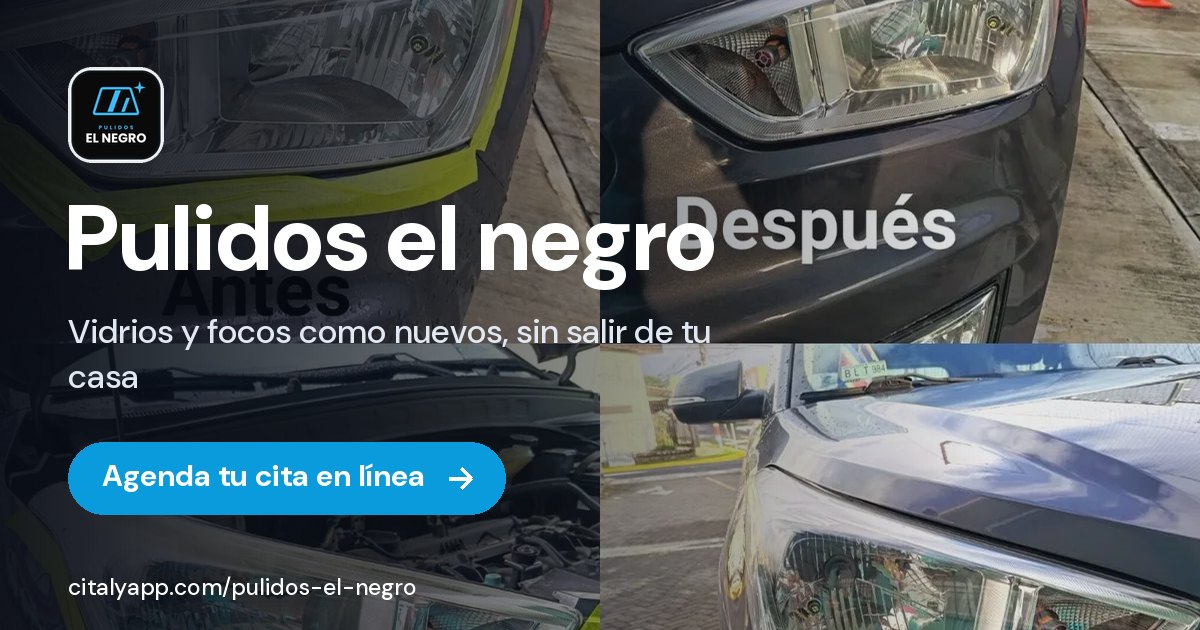 PULIDOS
EL NEGRO
Pulidos el negro
Después
Antes
Vidrios y focos como nuevos, sin salir de tu
casa
BLT984
Agenda tu cita en línea
citalyapp.com/pulidos-el-negro